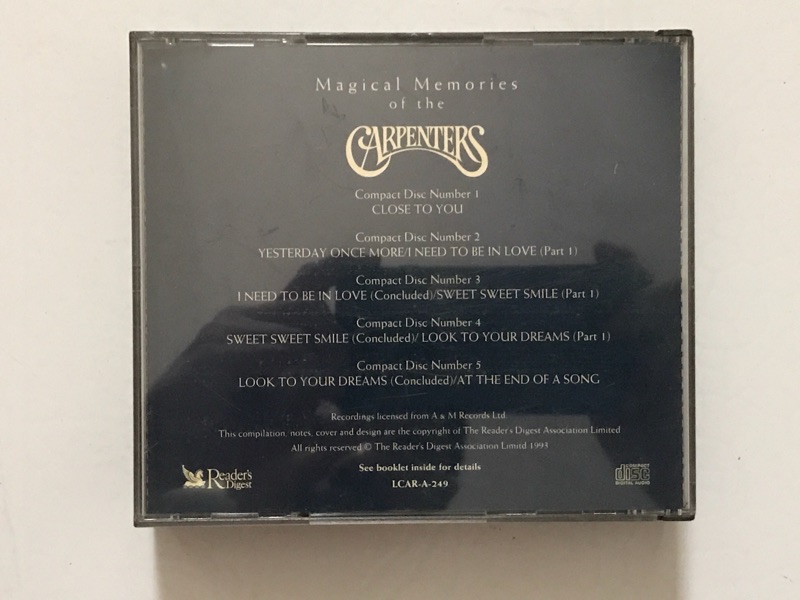 Magical Memories
of the
CARPENTERS
Compact Disc Number 1
CLOSE TO YOU
Compact Disc Number 2
YESTERDAY ONCE MORE/I NEED TO BE IN LOVE (Part 1)
Compact Disc Number 3
I NEED TO BE IN LOVE (Concluded)/SWEET SWEET SMILE (Part 1)
Compact Disc Number 4
SWEET SWEET SMILE (Concluded)/ LOOK TO YOUR DREAMS (Part 1)
Compact Disc Number 5
LOOK TO YOUR DREAMS (Concluded)/AT THE END OF A SONG
Recordings licensed from A & M Records Ltd.
This compilation, notes, cover and design are the copyright of The Reader's Digest Association Limited
All rights reserved © The Reader's Digest Association Limitd 1993
See booklet inside for details
LCAR-A-249
Reader's
Digest
COMPACT
disc
DIGITAL AUDIO